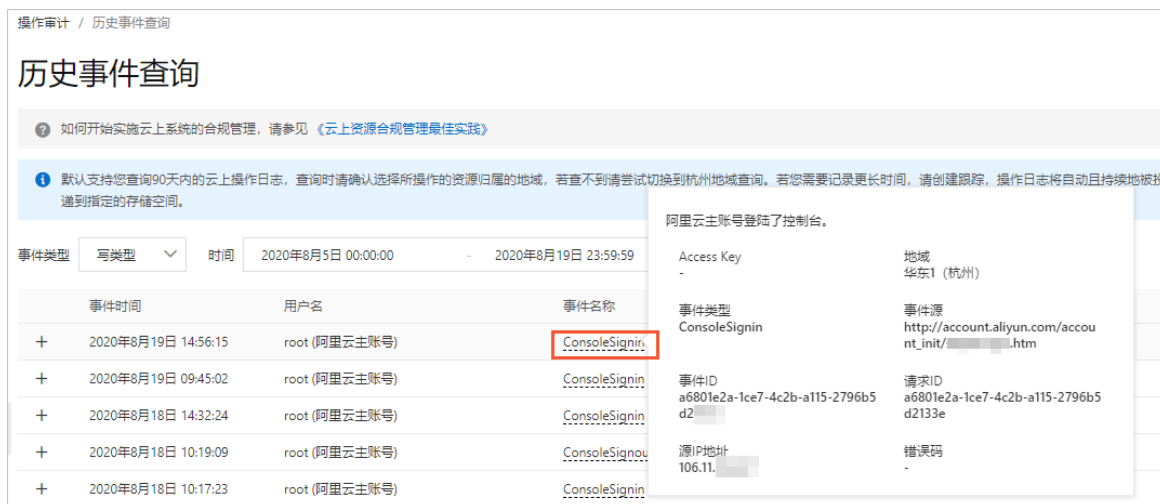 操作审计 / 历史事件查询
历史事件查询
如何开始实施云上系统的合规管理，请参见《云上资源合规管理最佳实践》
默认支持您查询90天内的云上操作日志，查询时请确认选择所操作的资源归属的地域，若查不到请尝试切换到杭州地域查询。若您需要记录更长时间，请创建跟踪，操作日志将自动且持续地被投
递到指定的存储空间。
事件类型 写类型 时间 2020年8月5日 00:00:00 - 2020年8月19日 23:59:59
事件时间 用户名 事件名称
+ 2020年8月19日 14:56:15 root (阿里云主账号) ConsoleSignin
+ 2020年8月19日 09:45:02 root (阿里云主账号) ConsoleSignin
+ 2020年8月18日 14:32:24 root (阿里云主账号) ConsoleSignin
+ 2020年8月18日 10:19:09 root (阿里云主账号) ConsoleSignou
+ 2020年8月18日 10:17:23 root (阿里云主账号) ConsoleSignin
阿里云主账号登陆了控制台。
Access Key 地域
- 华东1（杭州）
事件类型 事件源
ConsoleSignin http://account.aliyun.com/accou
nt_init/ .htm
事件ID 请求ID
a6801e2a-1ce7-4c2b-a115-2796b5 a6801e2a-1ce7-4c2b-a115-2796b5
d2 d2133e
源IP地址 错误码
106.11. -